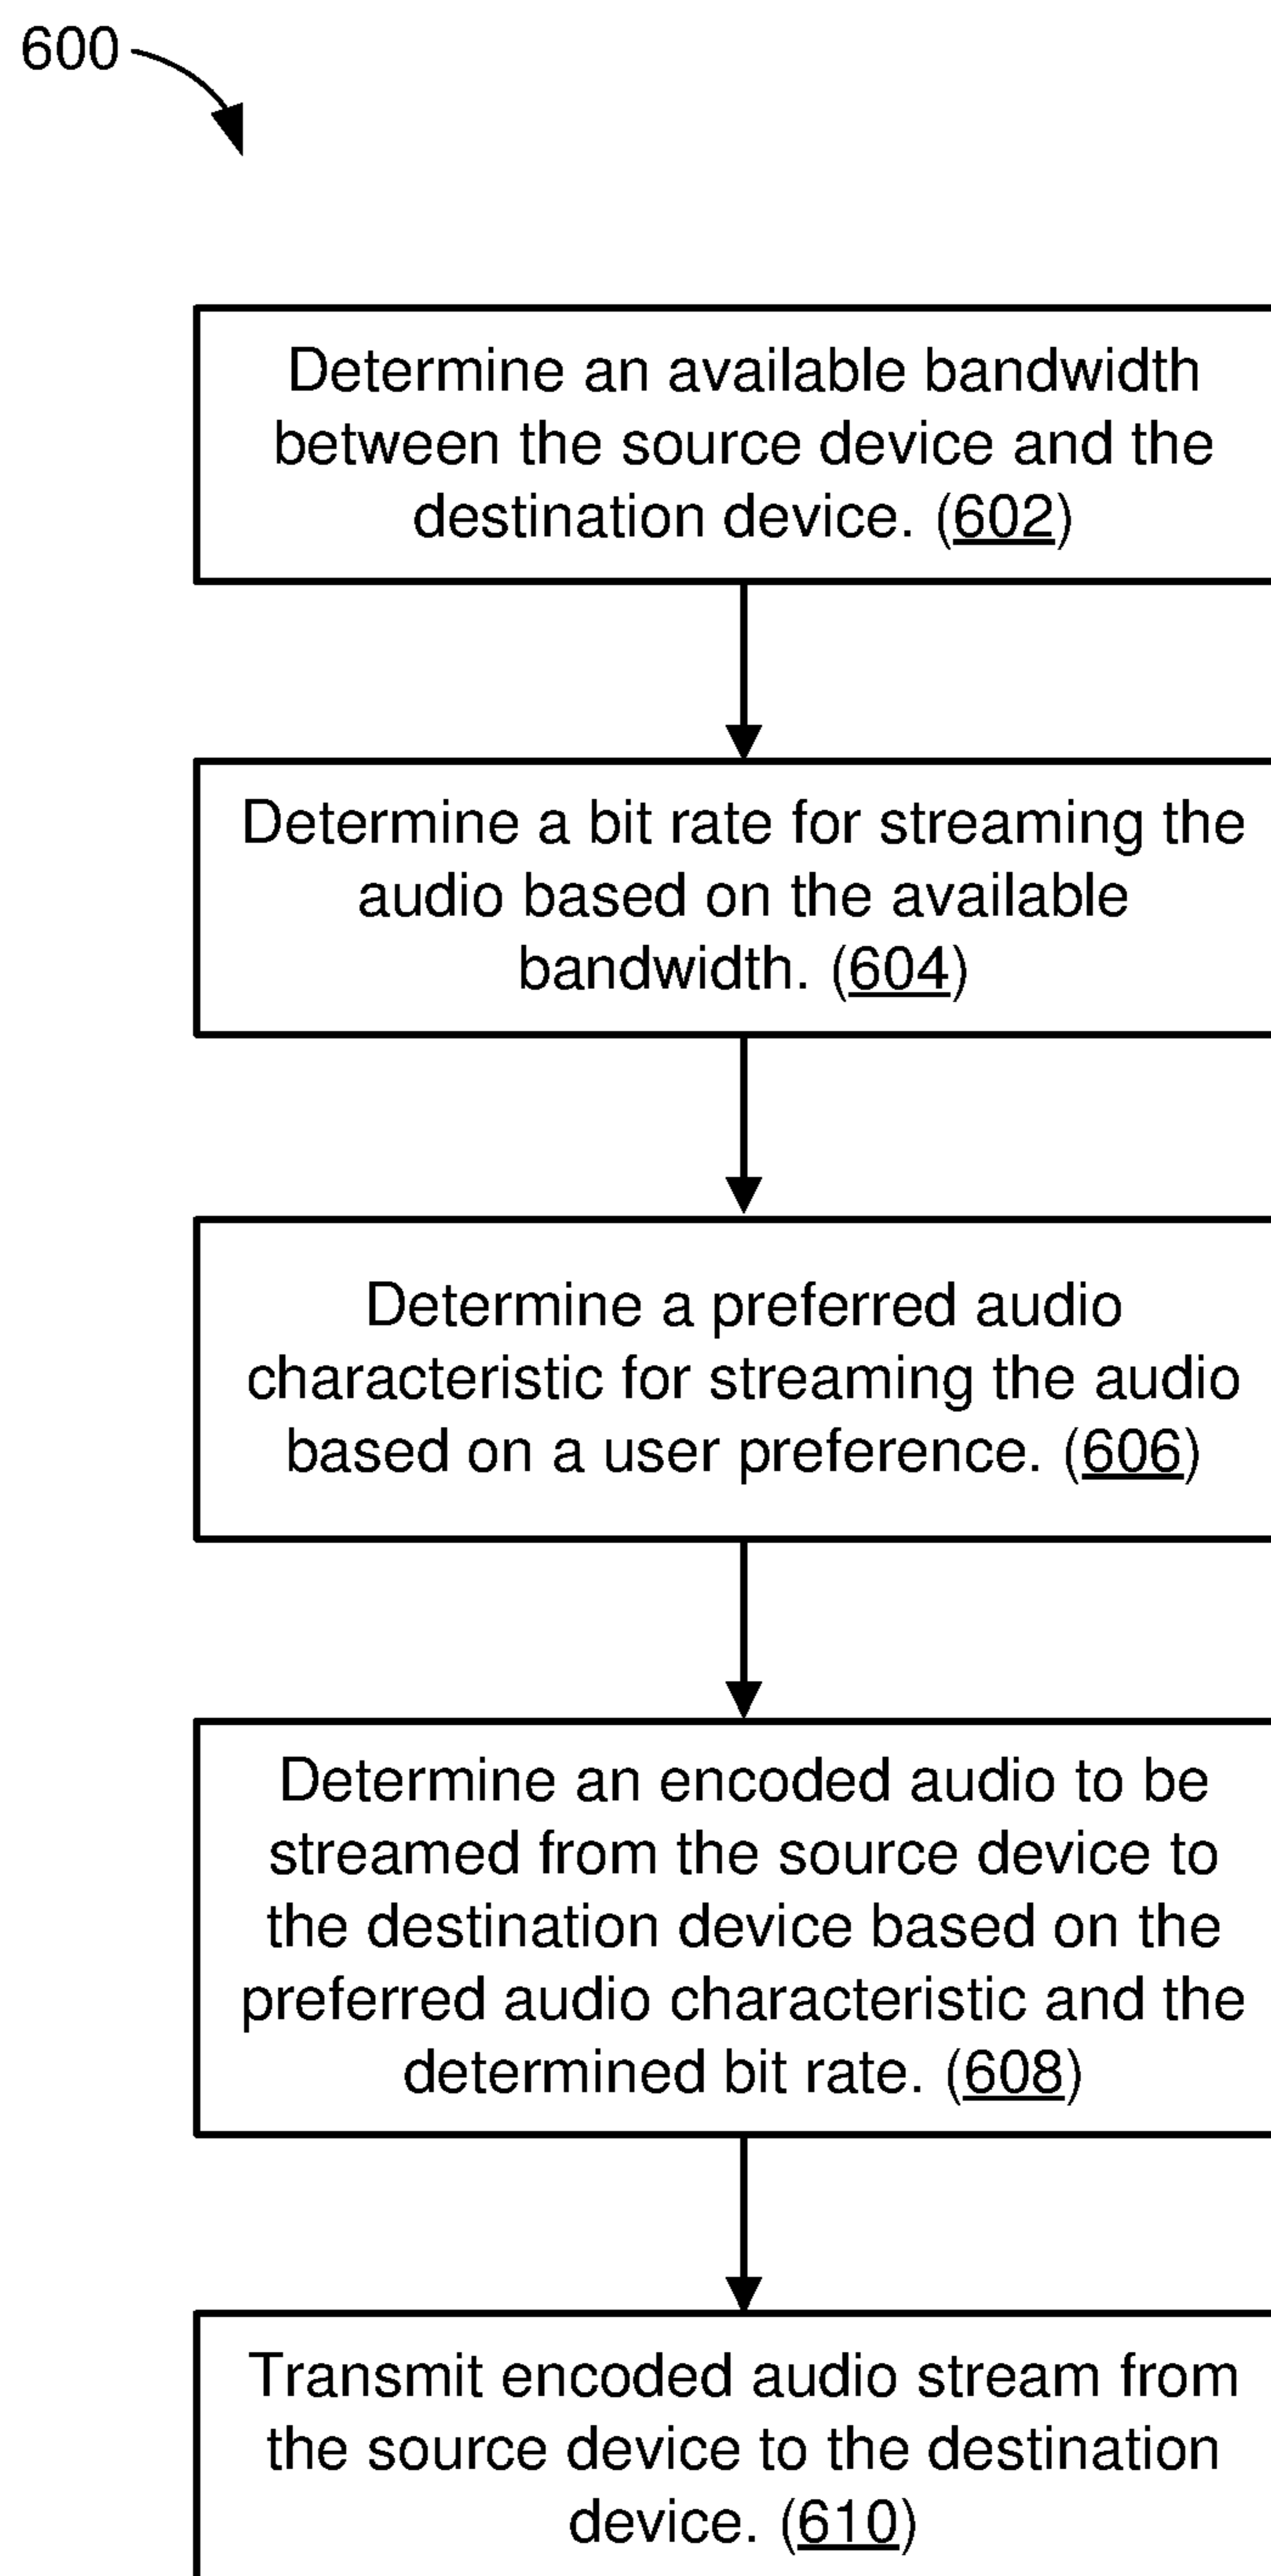 600
Determine an available bandwidth
between the source device and the
destination device. (602)
Determine a bit rate for streaming the
audio based on the available
bandwidth. (604)
Determine a preferred audio
characteristic for streaming the audio
based on a user preference. (606)
Determine an encoded audio to be
streamed from the source device to
the destination device based on the
preferred audio characteristic and the
determined bit rate. (608)
Transmit encoded audio stream from
the source device to the destination
device. (610)